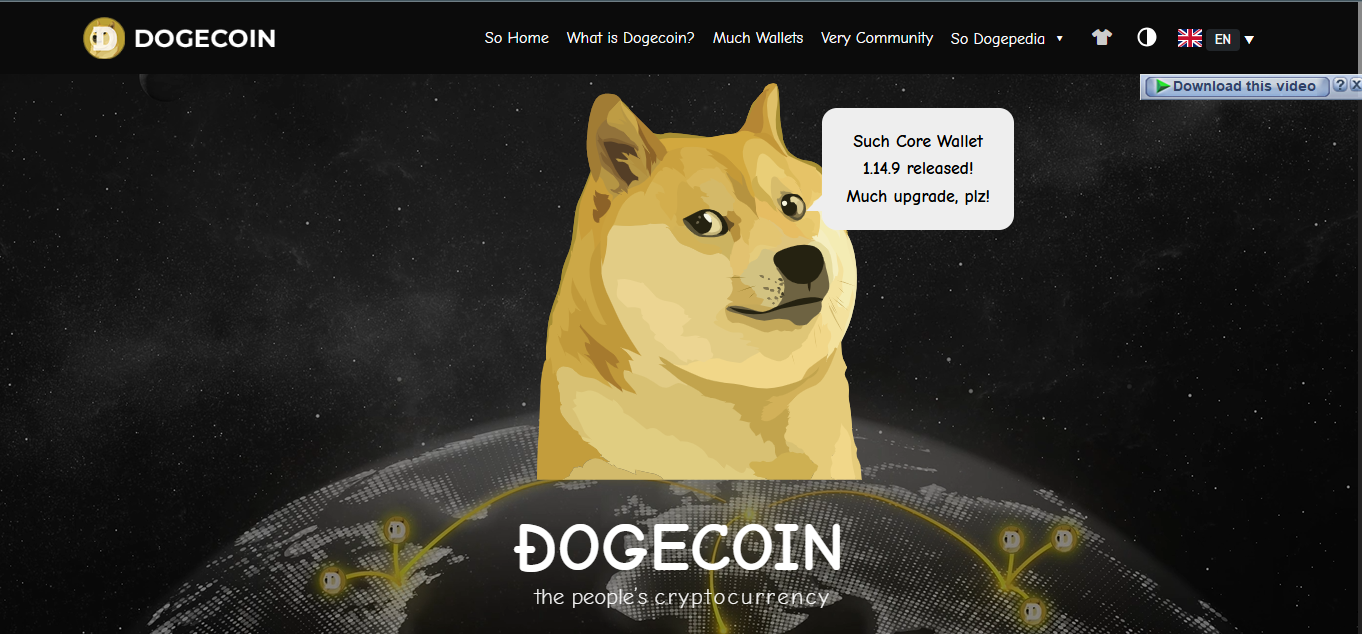 DOGECOIN
So Home What is Dogecoin? Much Wallets Very Community So Dogepedia EN
Download this video ? X
Such Core Wallet
1.14.9 released!
Much upgrade, plz!
ÐOGECOIN
the people's cryptocurrency